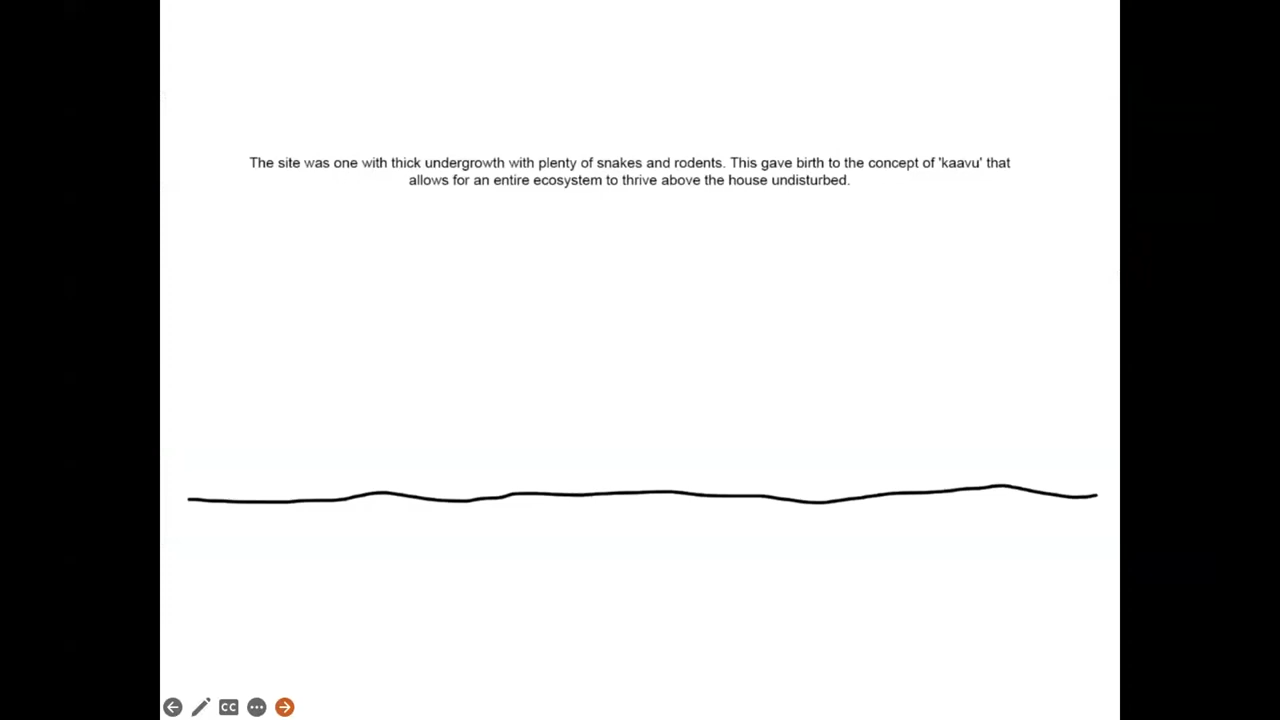 The site was one with thick undergrowth with plenty of snakes and rodents. This gave birth to the concept of 'kaavu' that
allows for an entire ecosystem to thrive above the house undisturbed.
CC